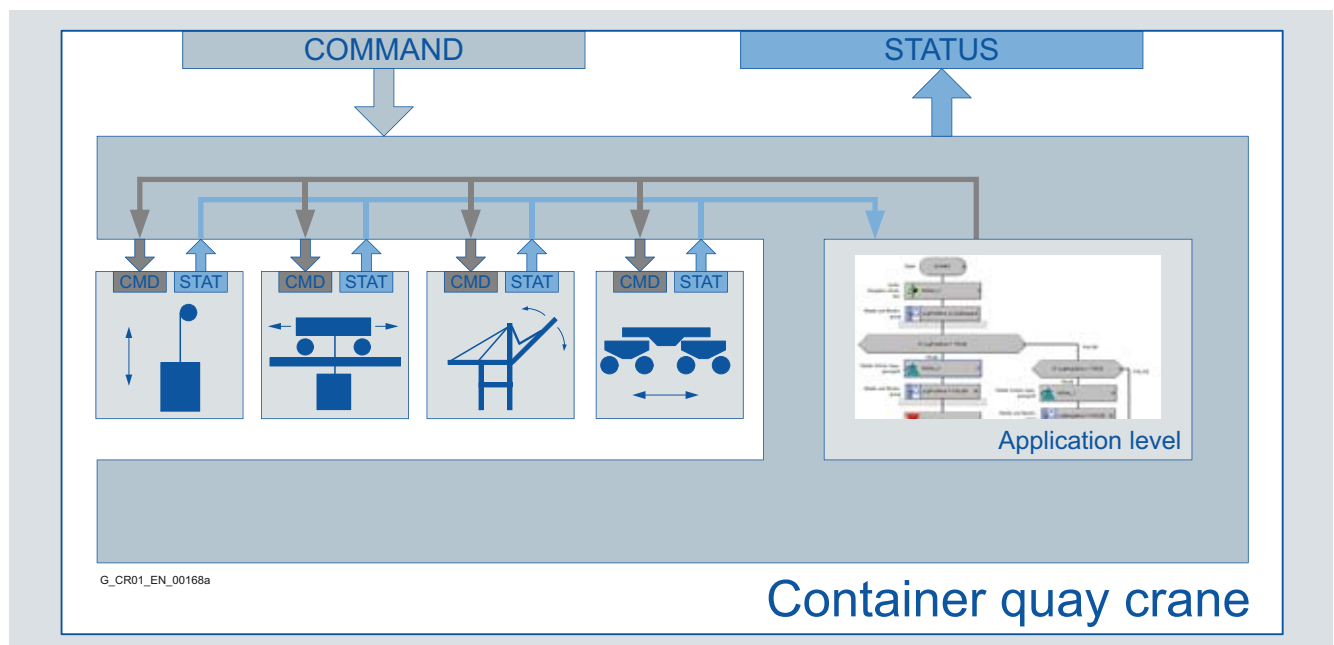 COMMAND
STATUS
CMD STAT
CMD STAT
CMD STAT
CMD STAT
Application level
G_CR01_EN_00168a
Container quay crane